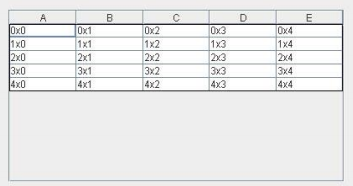 A B C D E
0x0 0x1 0x2 0x3 0x4
1x0 1x1 1x2 1x3 1x4
2x0 2x1 2x2 2x3 2x4
3x0 3x1 3x2 3x3 3x4
4x0 4x1 4x2 4x3 4x4